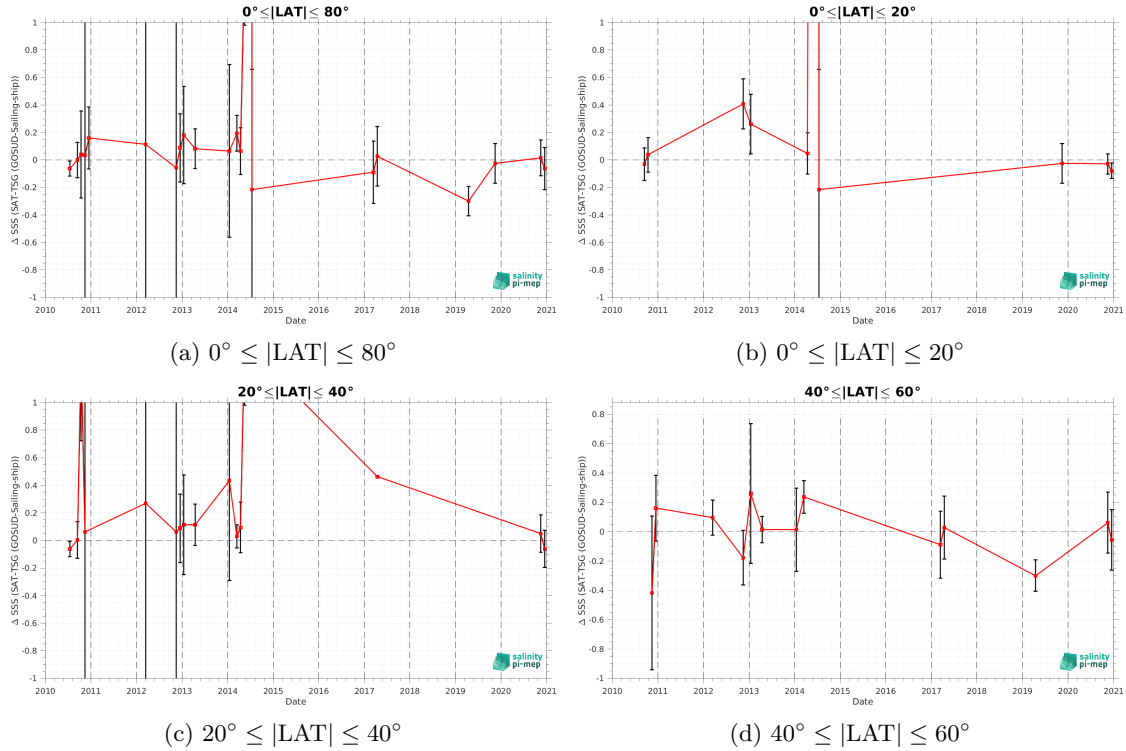 0°≤|LAT|≤ 80°
Δ SSS (SAT-TSG (GOSUD-Sailing-ship))
1
0.8
0.6
0.4
0.2
0
-0.2
-0.4
-0.6
-0.8
-1
2010 2011 2012 2013 2014 2015 2016 2017 2018 2019 2020 2021
Date
salinity
pi-mep
(a) 0° ≤ |LAT| ≤ 80°
0°≤|LAT|≤ 20°
Δ SSS (SAT-TSG (GOSUD-Sailing-ship))
1
0.8
0.6
0.4
0.2
0
-0.2
-0.4
-0.6
-0.8
-1
2010 2011 2012 2013 2014 2015 2016 2017 2018 2019 2020 2021
Date
salinity
pi-mep
(b) 0° ≤ |LAT| ≤ 20°
20°≤|LAT|≤ 40°
Δ SSS (SAT-TSG (GOSUD-Sailing-ship))
1
0.8
0.6
0.4
0.2
0
-0.2
-0.4
-0.6
-0.8
-1
2010 2011 2012 2013 2014 2015 2016 2017 2018 2019 2020 2021
Date
salinity
pi-mep
(c) 20° ≤ |LAT| ≤ 40°
40°≤|LAT|≤ 60°
Δ SSS (SAT-TSG (GOSUD-Sailing-ship))
0.8
0.6
0.4
0.2
0
-0.2
-0.4
-0.6
-0.8
-1
2010 2011 2012 2013 2014 2015 2016 2017 2018 2019 2020 2021
Date
salinity
pi-mep
(d) 40° ≤ |LAT| ≤ 60°